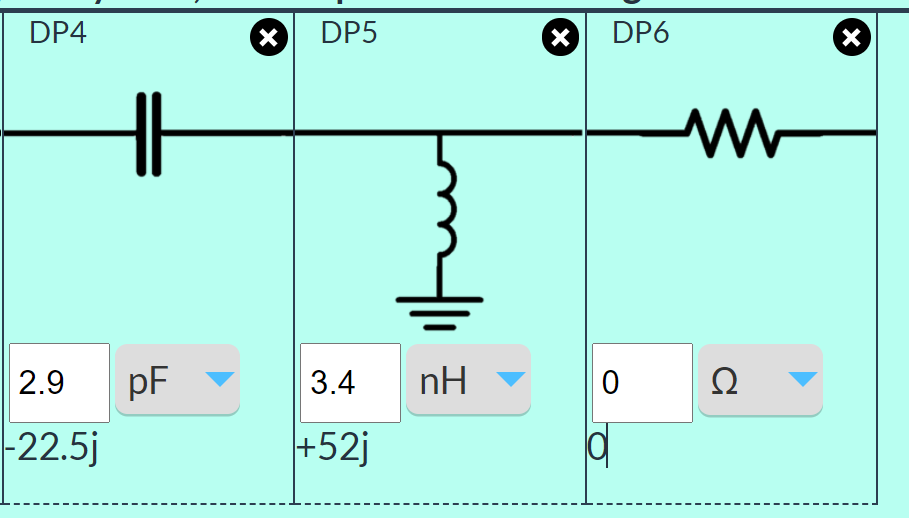 DP4 DP5 DP6
2.9 pF 3.4 nH 0 Ω
-22.5j +52j 0